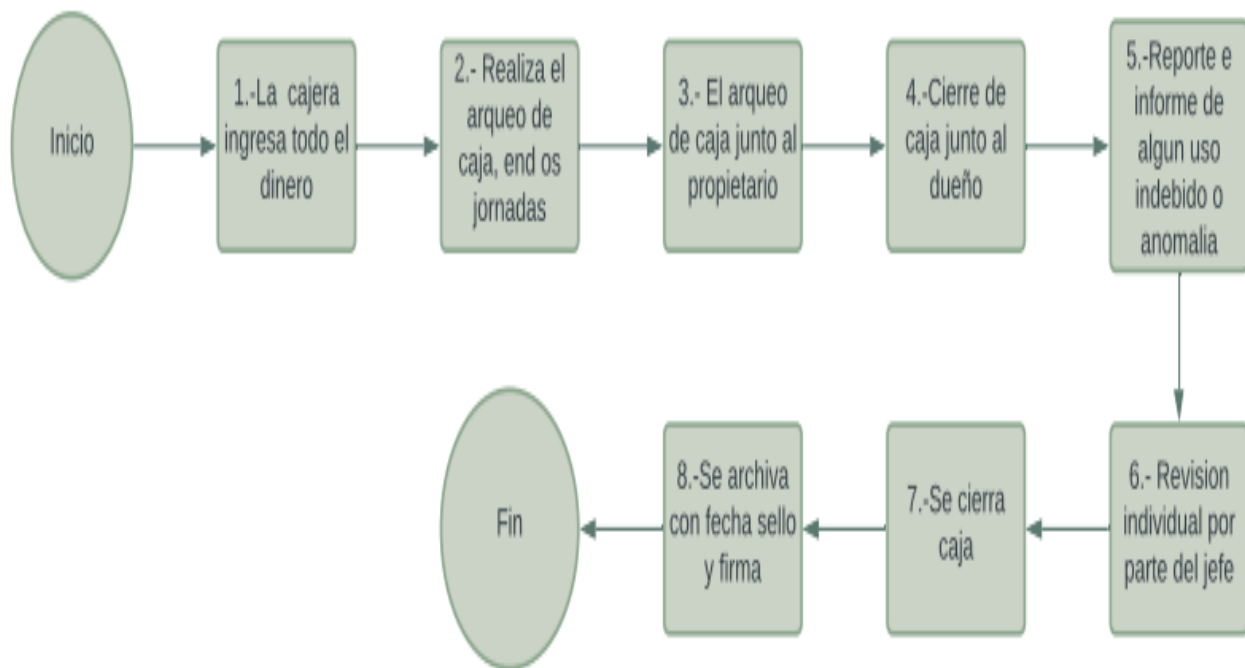 Inicio
1.-La cajera
ingresa todo el
dinero
2.- Realiza el
arqueo de
caja, end os
jornadas
3.- El arqueo
de caja junto al
propietario
4.-Cierre de
caja junto al
dueño
5.-Reporte e
informe de
algun uso
indebido o
anomalia
6.- Revision
individual por
parte del jefe
7.-Se cierra
caja
8.-Se archiva
con fecha sello
y firma
Fin